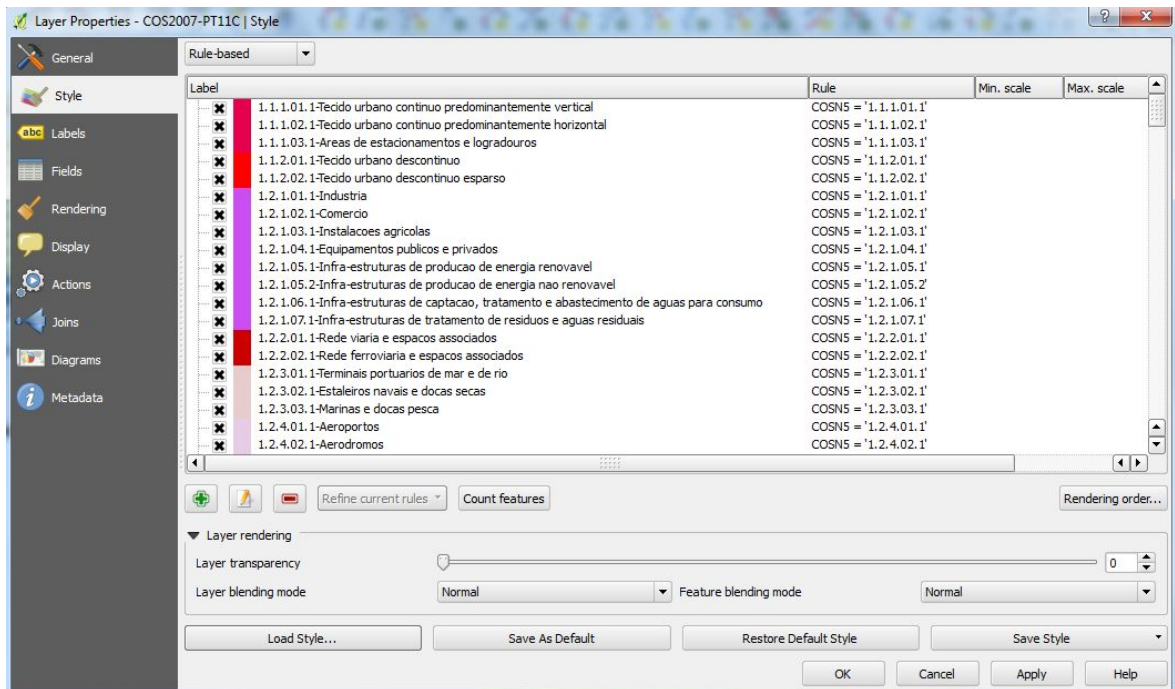 Layer Properties - COS2007-PT11C | Style
General
Style
abc Labels
Fields
Rendering
Display
Actions
Joins
Diagrams
Metadata
Rule-based
Label Rule Min. scale Max. scale
1.1.1.01.1-Tecido urbano continuo predominantemente vertical COSN5 = '1.1.1.01.1'
1.1.1.02.1-Tecido urbano continuo predominantemente horizontal COSN5 = '1.1.1.02.1'
1.1.1.03.1-Areas de estacionamentos e logradouros COSN5 = '1.1.1.03.1'
1.1.2.01.1-Tecido urbano descontinuo COSN5 = '1.1.2.01.1'
1.1.2.02.1-Tecido urbano descontinuo esparso COSN5 = '1.1.2.02.1'
1.2.1.01.1-Industria COSN5 = '1.2.1.01.1'
1.2.1.02.1-Comercio COSN5 = '1.2.1.02.1'
1.2.1.03.1-Instalacoes agricolas COSN5 = '1.2.1.03.1'
1.2.1.04.1-Equipamentos publicos e privados COSN5 = '1.2.1.04.1'
1.2.1.05.1-Infra-estruturas de producao de energia renovavel COSN5 = '1.2.1.05.1'
1.2.1.05.2-Infra-estruturas de producao de energia nao renovavel COSN5 = '1.2.1.05.2'
1.2.1.06.1-Infra-estruturas de captacao, tratamento e abastecimento de aguas para consumo COSN5 = '1.2.1.06.1'
1.2.1.07.1-Infra-estruturas de tratamento de residuos e aguas residuais COSN5 = '1.2.1.07.1'
1.2.2.01.1-Rede viaria e espacos associados COSN5 = '1.2.2.01.1'
1.2.2.02.1-Rede ferroviaria e espacos associados COSN5 = '1.2.2.02.1'
1.2.3.01.1-Terminais portuarios de mar e de rio COSN5 = '1.2.3.01.1'
1.2.3.02.1-Estaleiros navais e docas secas COSN5 = '1.2.3.02.1'
1.2.3.03.1-Marinas e docas pesca COSN5 = '1.2.3.03.1'
1.2.4.01.1-Aeroportos COSN5 = '1.2.4.01.1'
1.2.4.02.1-Aerodromos COSN5 = '1.2.4.02.1'
Refine current rules Count features Rendering order...
Layer rendering
Layer transparency 0
Layer blending mode Normal Feature blending mode Normal
Load Style... Save As Default Restore Default Style Save Style
OK Cancel Apply Help